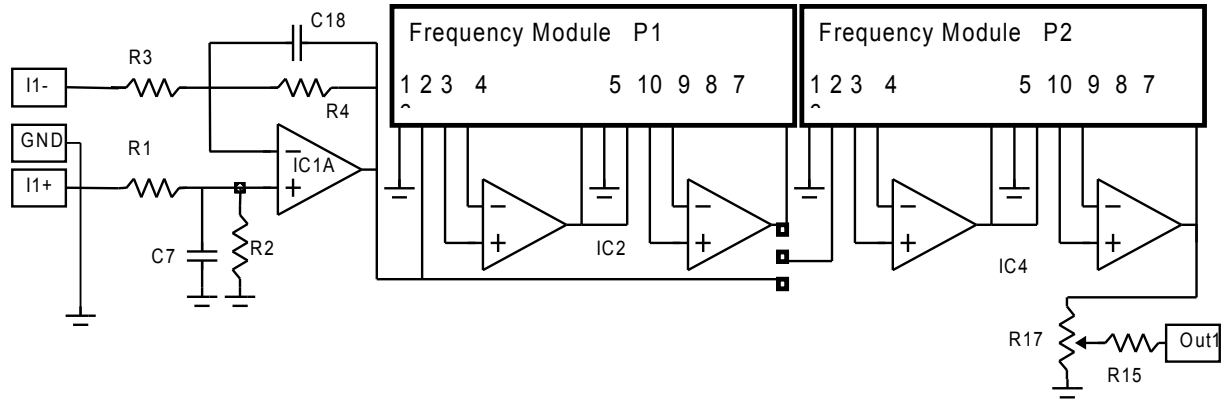 C18
Frequency Module P1
Frequency Module P2
R3
1 2 3 4 5 10 9 8 7
1 2 3 4 5 10 9 8 7
I1-
R4
GND
R1
IC1A
I1+
C7
R2
IC2
IC4
R17
Out1
R15